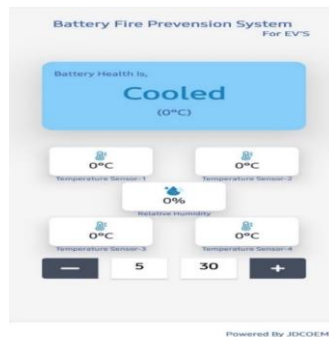 Battery Fire Prevension System
For EV'S
Battery Health is,
Cooled
(0°C)
0°C
0°C
Temperature Sensor-1
Temperature Sensor-2
0%
Relative Humidity
0°C
0°C
Temperature Sensor-3
Temperature Sensor-4
— 5 30 +
Powered By JDCOEM